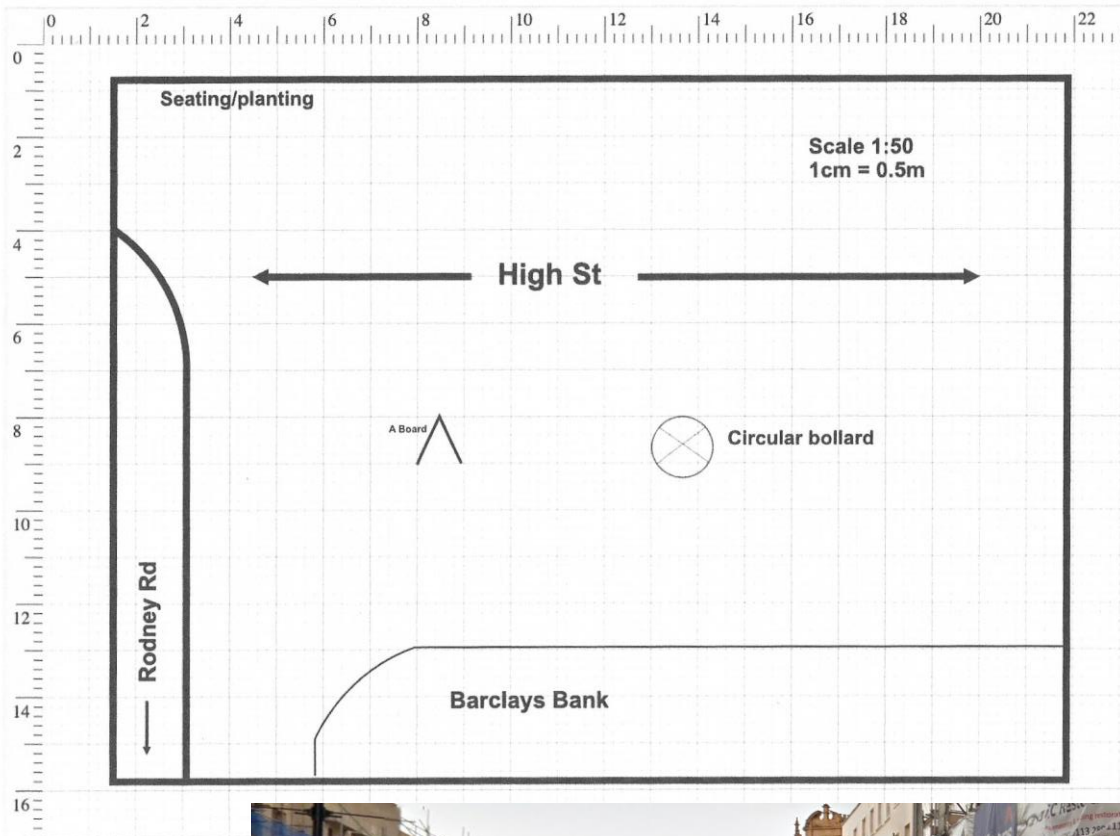 0 2 4 6 8 10 12 14 16 18 20 22
0
Seating/planting
2
Scale 1:50
1cm = 0.5m
4
High St
6
8
A Board
Circular bollard
10
12
Rodney Rd
14
Barclays Bank
16